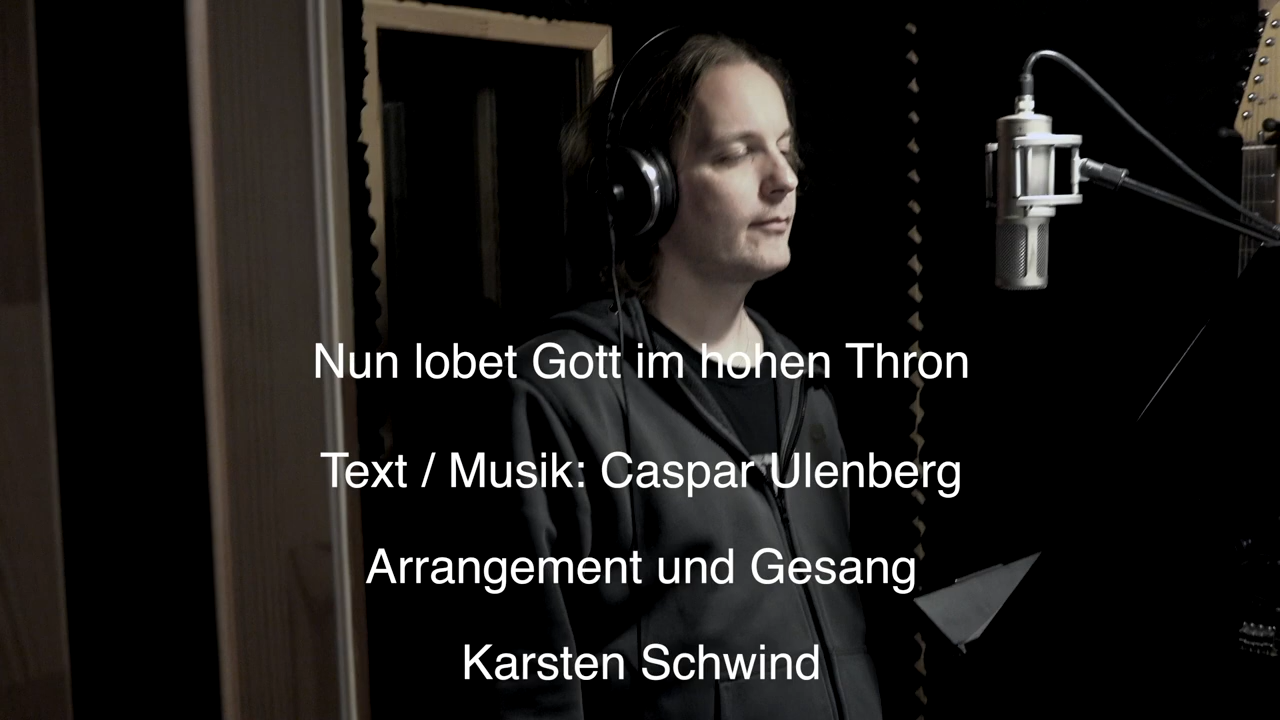 Nun lobet Gott im hohen Thron
Text / Musik: Caspar Ulenberg
Arrangement und Gesang
Karsten Schwind